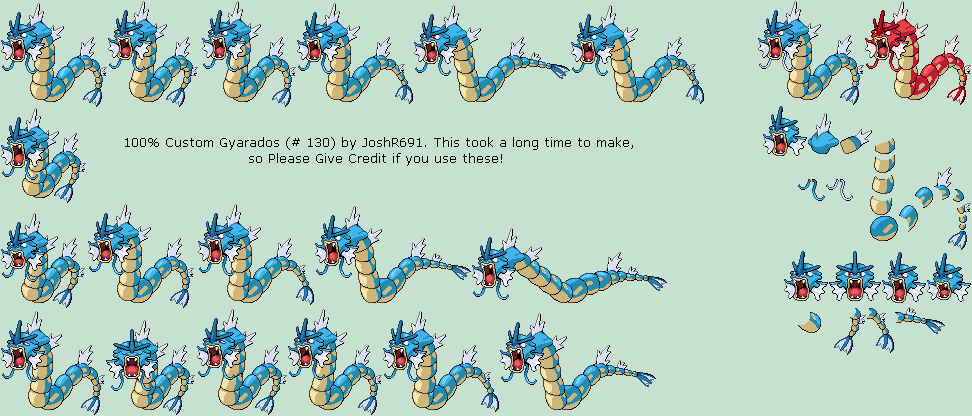 100% Custom Gyarados (# 130) by JoshR691. This took a long time to make,
so Please Give Credit if you use these!